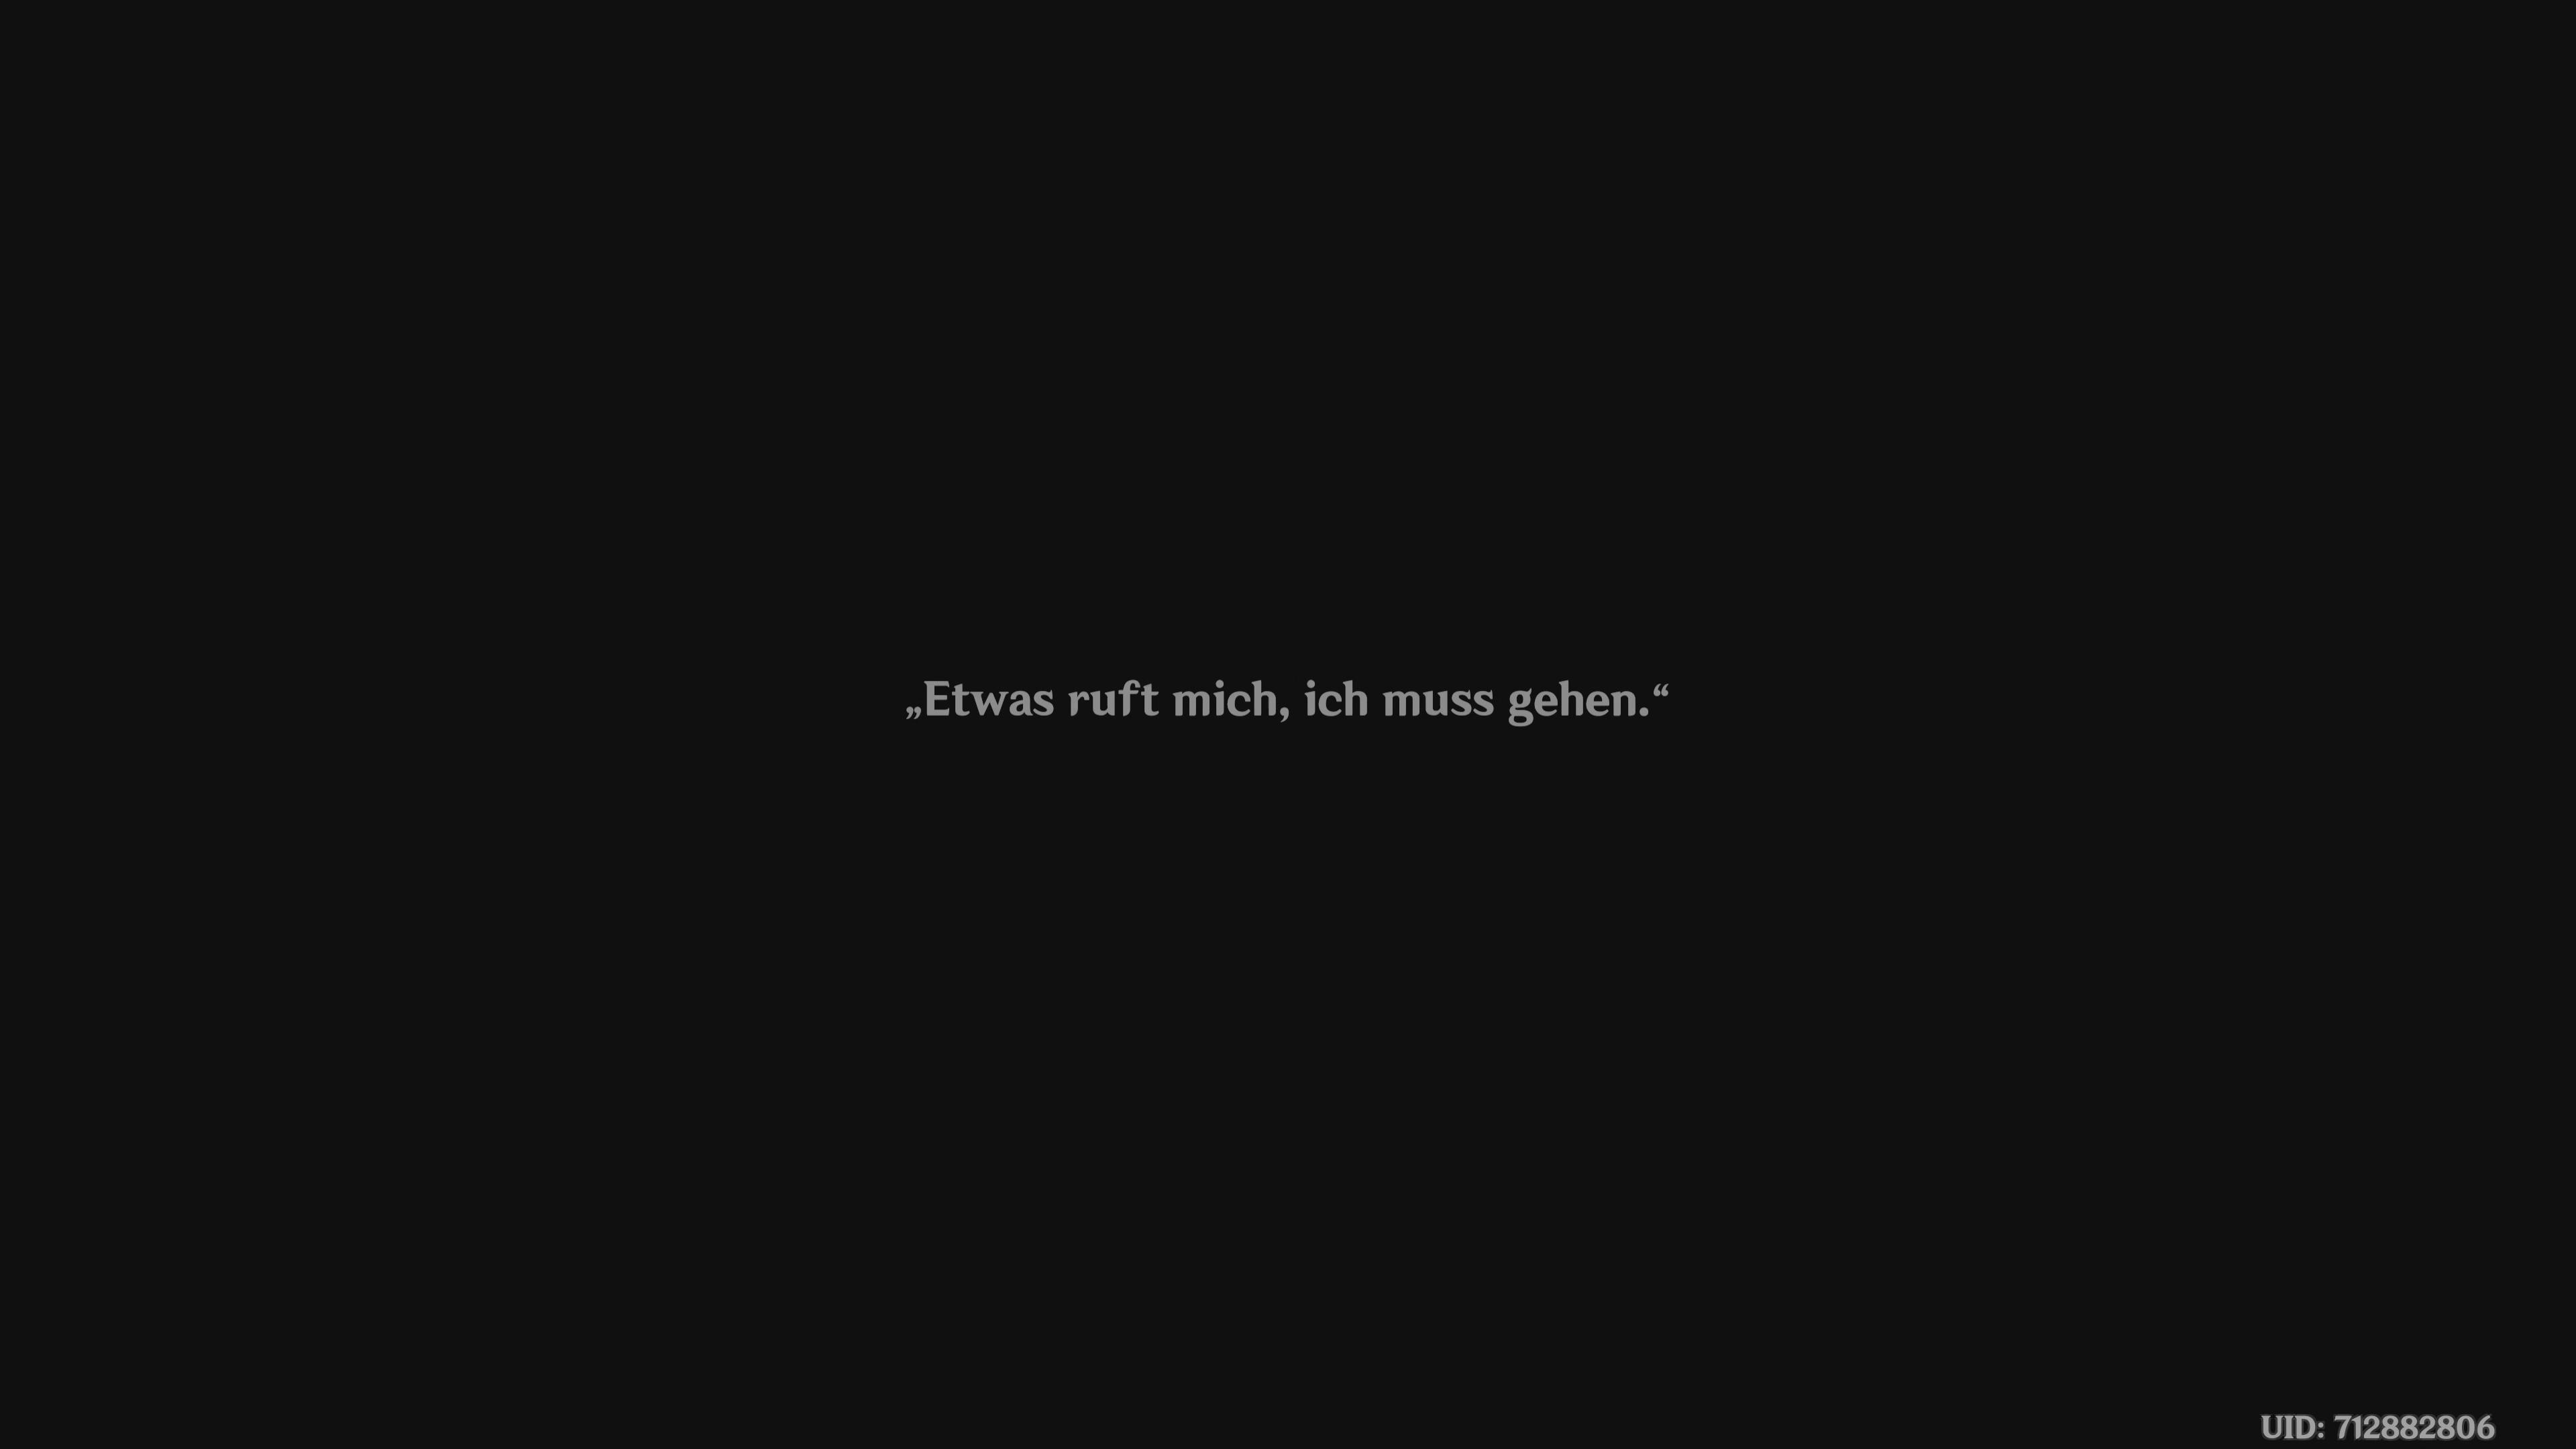 „Etwas ruft mich, ich muss gehen.“
UID: 712882806